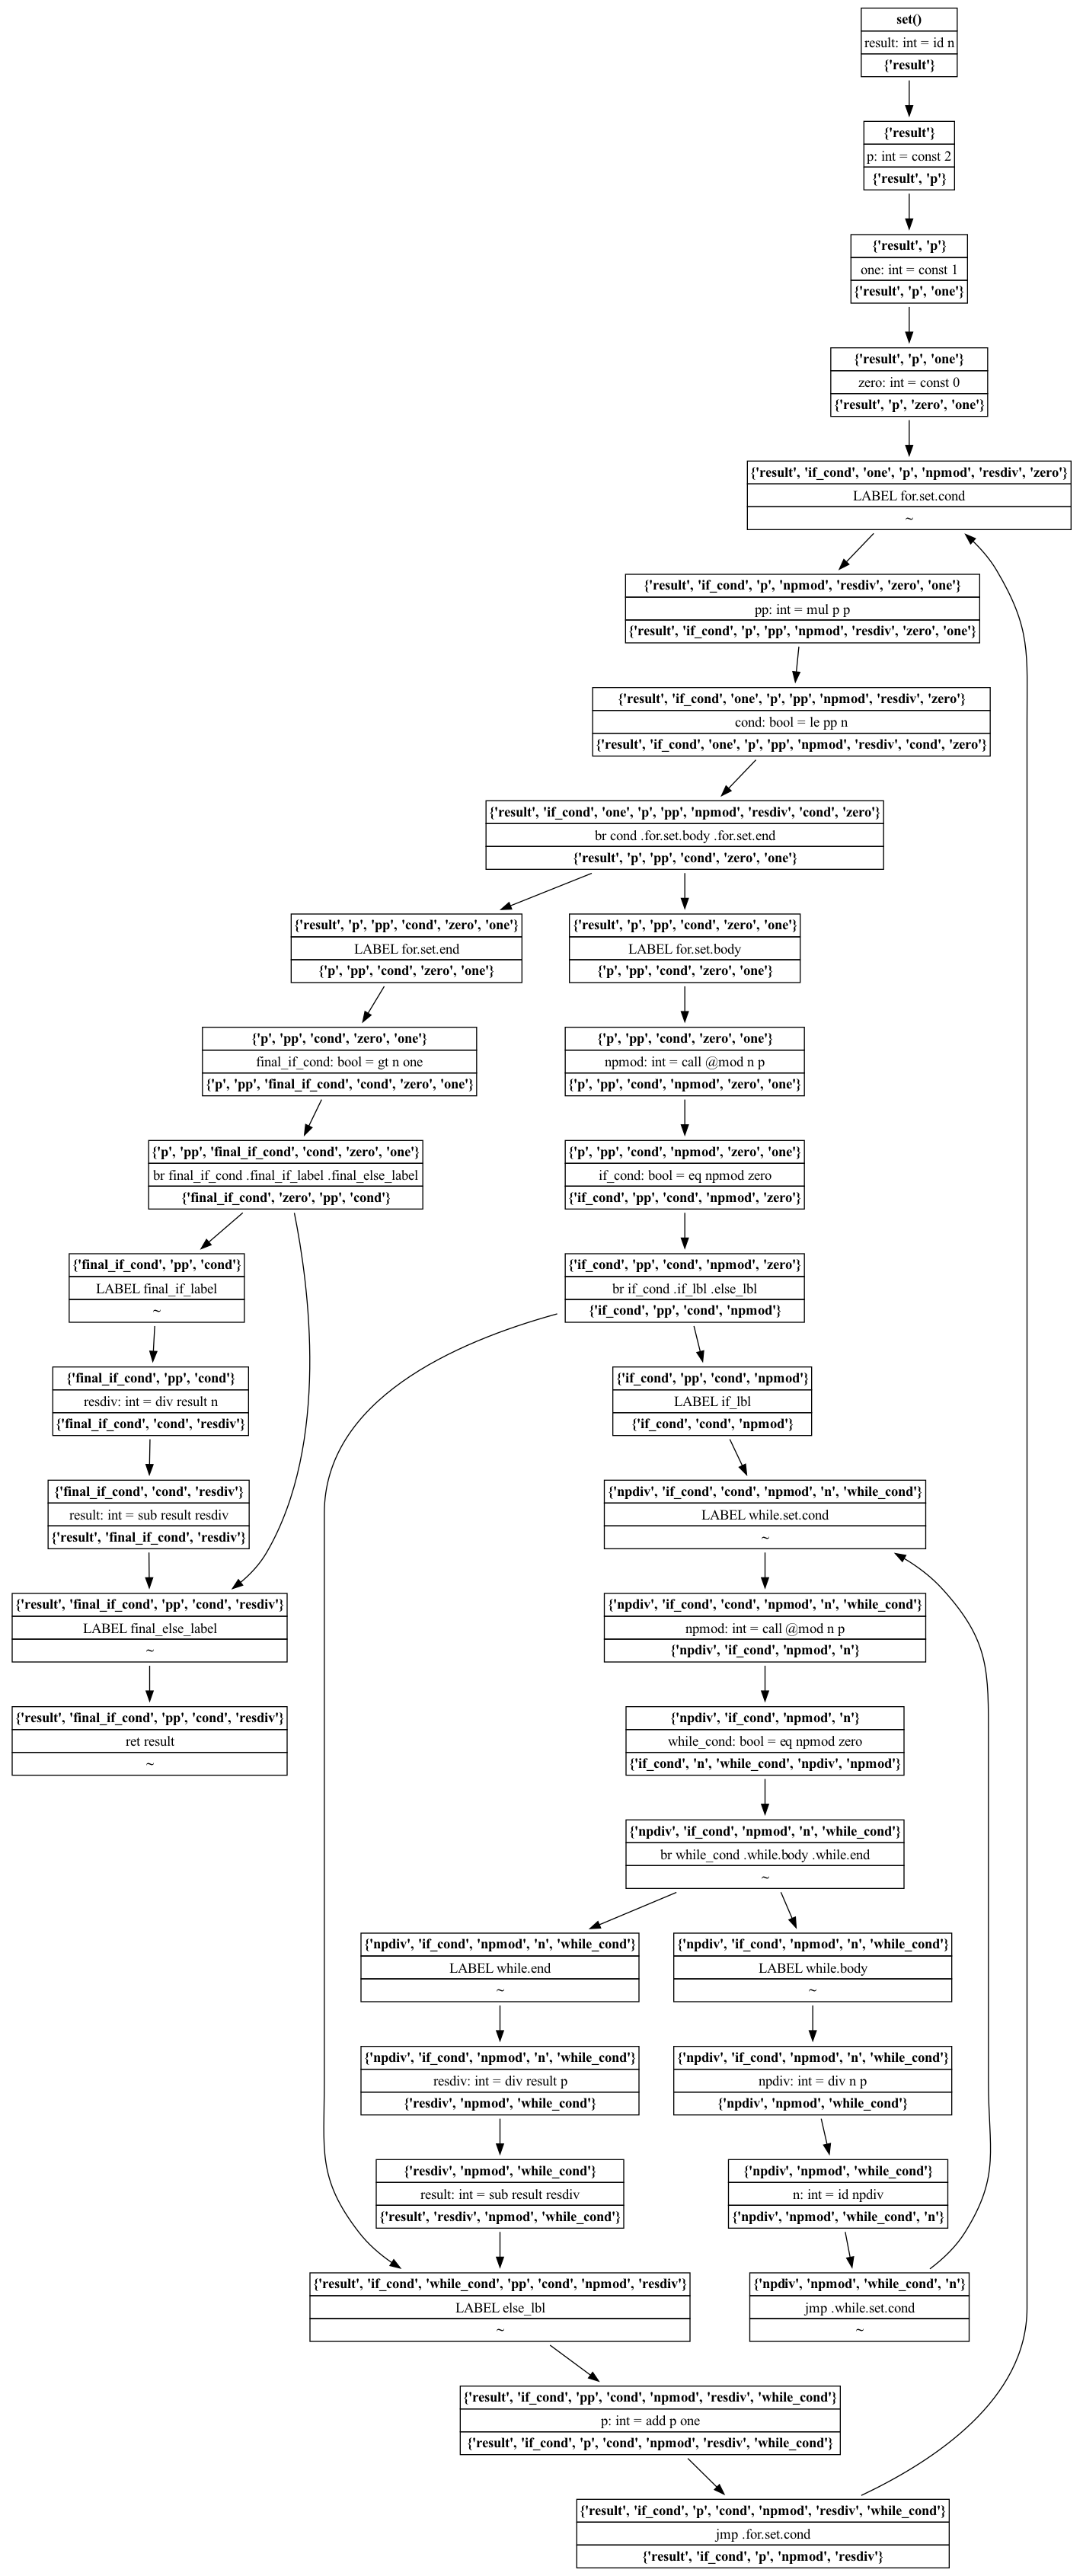 set()
result: int = id n
{'result'}
{'result'}
p: int = const 2
{'result', 'p'}
{'result', 'p'}
one: int = const 1
{'result', 'p', 'one'}
{'result', 'p', 'one'}
zero: int = const 0
{'result', 'p', 'zero', 'one'}
{'result', 'if_cond', 'one', 'p', 'npmod', 'resdiv', 'zero'}
LABEL for.set.cond
~
{'result', 'if_cond', 'p', 'npmod', 'resdiv', 'zero', 'one'}
pp: int = mul p p
{'result', 'if_cond', 'p', 'pp', 'npmod', 'resdiv', 'zero', 'one'}
{'result', 'if_cond', 'one', 'p', 'pp', 'npmod', 'resdiv', 'zero'}
cond: bool = le pp n
{'result', 'if_cond', 'one', 'p', 'pp', 'npmod', 'resdiv', 'cond', 'zero'}
{'result', 'if_cond', 'one', 'p', 'pp', 'npmod', 'resdiv', 'cond', 'zero'}
br cond .for.set.body .for.set.end
{'result', 'p', 'pp', 'cond', 'zero', 'one'}
{'result', 'p', 'pp', 'cond', 'zero', 'one'}
LABEL for.set.end
{'p', 'pp', 'cond', 'zero', 'one'}
{'result', 'p', 'pp', 'cond', 'zero', 'one'}
LABEL for.set.body
{'p', 'pp', 'cond', 'zero', 'one'}
{'p', 'pp', 'cond', 'zero', 'one'}
final_if_cond: bool = gt n one
{'p', 'pp', 'final_if_cond', 'cond', 'zero', 'one'}
{'p', 'pp', 'cond', 'zero', 'one'}
npmod: int = call @mod n p
{'p', 'pp', 'cond', 'npmod', 'zero', 'one'}
{'p', 'pp', 'final_if_cond', 'cond', 'zero', 'one'}
br final_if_cond .final_if_label .final_else_label
{'final_if_cond', 'zero', 'pp', 'cond'}
{'p', 'pp', 'cond', 'npmod', 'zero', 'one'}
if_cond: bool = eq npmod zero
{'if_cond', 'pp', 'cond', 'npmod', 'zero'}
{'final_if_cond', 'pp', 'cond'}
LABEL final_if_label
~
{'if_cond', 'pp', 'cond', 'npmod', 'zero'}
br if_cond .if_lbl .else_lbl
{'if_cond', 'pp', 'cond', 'npmod'}
{'final_if_cond', 'pp', 'cond'}
resdiv: int = div result n
{'final_if_cond', 'cond', 'resdiv'}
{'if_cond', 'pp', 'cond', 'npmod'}
LABEL if_lbl
{'if_cond', 'cond', 'npmod'}
{'final_if_cond', 'cond', 'resdiv'}
result: int = sub result resdiv
{'result', 'final_if_cond', 'resdiv'}
{'npdiv', 'if_cond', 'cond', 'npmod', 'n', 'while_cond'}
LABEL while.set.cond
~
{'result', 'final_if_cond', 'pp', 'cond', 'resdiv'}
LABEL final_else_label
~
{'npdiv', 'if_cond', 'cond', 'npmod', 'n', 'while_cond'}
npmod: int = call @mod n p
{'npdiv', 'if_cond', 'npmod', 'n'}
{'result', 'final_if_cond', 'pp', 'cond', 'resdiv'}
ret result
~
{'npdiv', 'if_cond', 'npmod', 'n'}
while_cond: bool = eq npmod zero
{'if_cond', 'n', 'while_cond', 'npdiv', 'npmod'}
{'npdiv', 'if_cond', 'npmod', 'n', 'while_cond'}
br while_cond .while.body .while.end
~
{'npdiv', 'if_cond', 'npmod', 'n', 'while_cond'}
LABEL while.end
~
{'npdiv', 'if_cond', 'npmod', 'n', 'while_cond'}
LABEL while.body
~
{'npdiv', 'if_cond', 'npmod', 'n', 'while_cond'}
resdiv: int = div result p
{'resdiv', 'npmod', 'while_cond'}
{'npdiv', 'if_cond', 'npmod', 'n', 'while_cond'}
npdiv: int = div n p
{'npdiv', 'npmod', 'while_cond'}
{'resdiv', 'npmod', 'while_cond'}
result: int = sub result resdiv
{'result', 'resdiv', 'npmod', 'while_cond'}
{'npdiv', 'npmod', 'while_cond'}
n: int = id npdiv
{'npdiv', 'npmod', 'while_cond', 'n'}
{'result', 'if_cond', 'while_cond', 'pp', 'cond', 'npmod', 'resdiv'}
LABEL else_lbl
~
{'npdiv', 'npmod', 'while_cond', 'n'}
jmp .while.set.cond
~
{'result', 'if_cond', 'pp', 'cond', 'npmod', 'resdiv', 'while_cond'}
p: int = add p one
{'result', 'if_cond', 'p', 'cond', 'npmod', 'resdiv', 'while_cond'}
{'result', 'if_cond', 'p', 'cond', 'npmod', 'resdiv', 'while_cond'}
jmp .for.set.cond
{'result', 'if_cond', 'p', 'npmod', 'resdiv'}